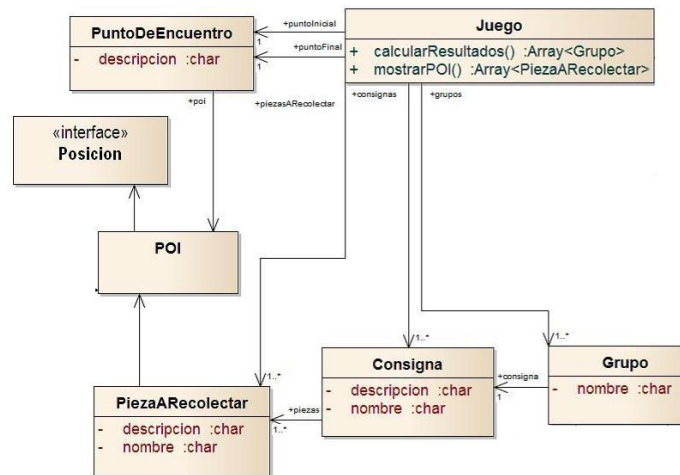 PuntoDeEncuentro
- descripcion :char
+puntoInicial
1
+puntoFinal
1
Juego
+ calcularResultados() :Array<Grupo>
+ mostrarPOI() :Array<PiezaARecolectar>
+poi
+piezasARecolectar
+consignas
+grupos
«interface»
Posicion
POI
1..*
1..*
1..*
PiezaARecolectar
- descripcion :char
- nombre :char
+piezas
1..*
Consigna
- descripcion :char
- nombre :char
+consigna
1
Grupo
- nombre :char